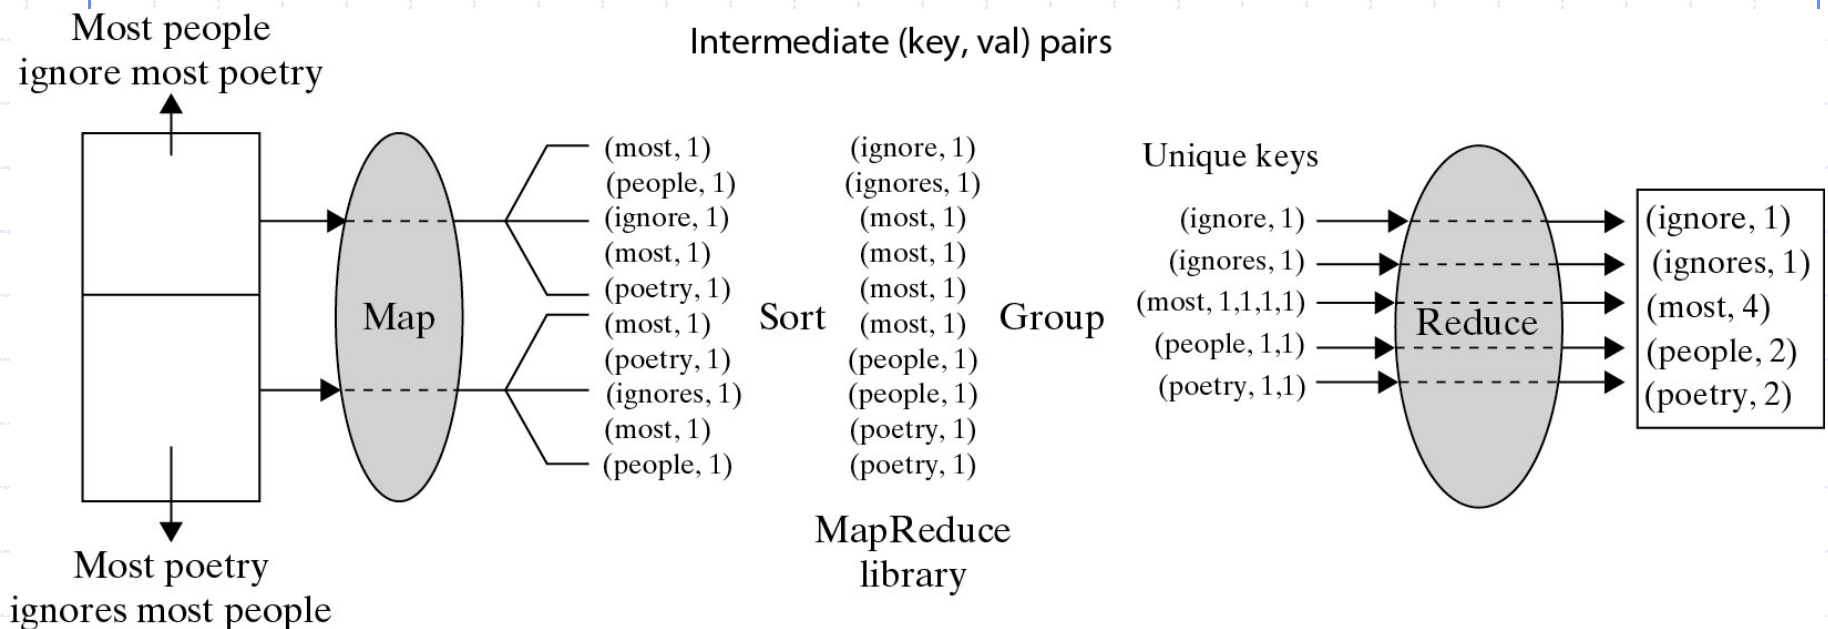 Most people
ignore most poetry
Intermediate (key, val) pairs
Map
(most, 1)
(people, 1)
(ignore, 1)
(most, 1)
(poetry, 1)
(most, 1)
(poetry, 1)
(ignores, 1)
(most, 1)
(people, 1)
Sort
(ignore, 1)
(ignores, 1)
(most, 1)
(most, 1)
(most, 1)
(most, 1)
(people, 1)
(people, 1)
(poetry, 1)
(poetry, 1)
Group
Unique keys
(ignore, 1)
(ignores, 1)
(most, 1,1,1,1)
(people, 1,1)
(poetry, 1,1)
Reduce
(ignore, 1)
(ignores, 1)
(most, 4)
(people, 2)
(poetry, 2)
MapReduce
library
Most poetry
ignores most people